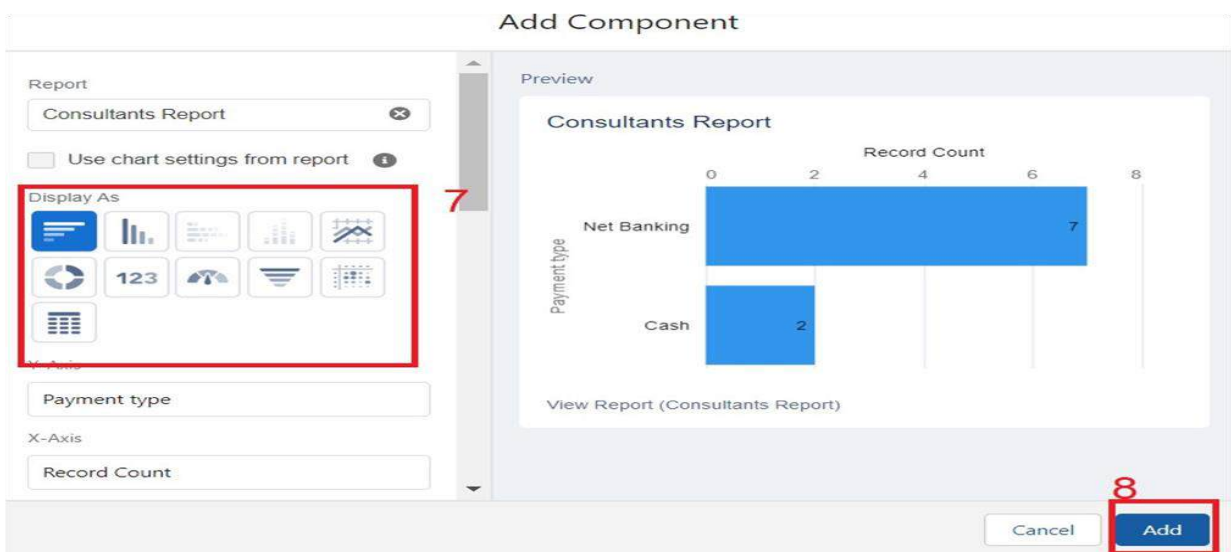 Add Component
Report
Consultants Report
Use chart settings from report
Display As
7
123
Y-Axis
Payment type
X-Axis
Record Count
Preview
Consultants Report
Record Count
0 2 4 6 8
Payment type
Net Banking 7
Cash 2
View Report (Consultants Report)
8
Cancel Add